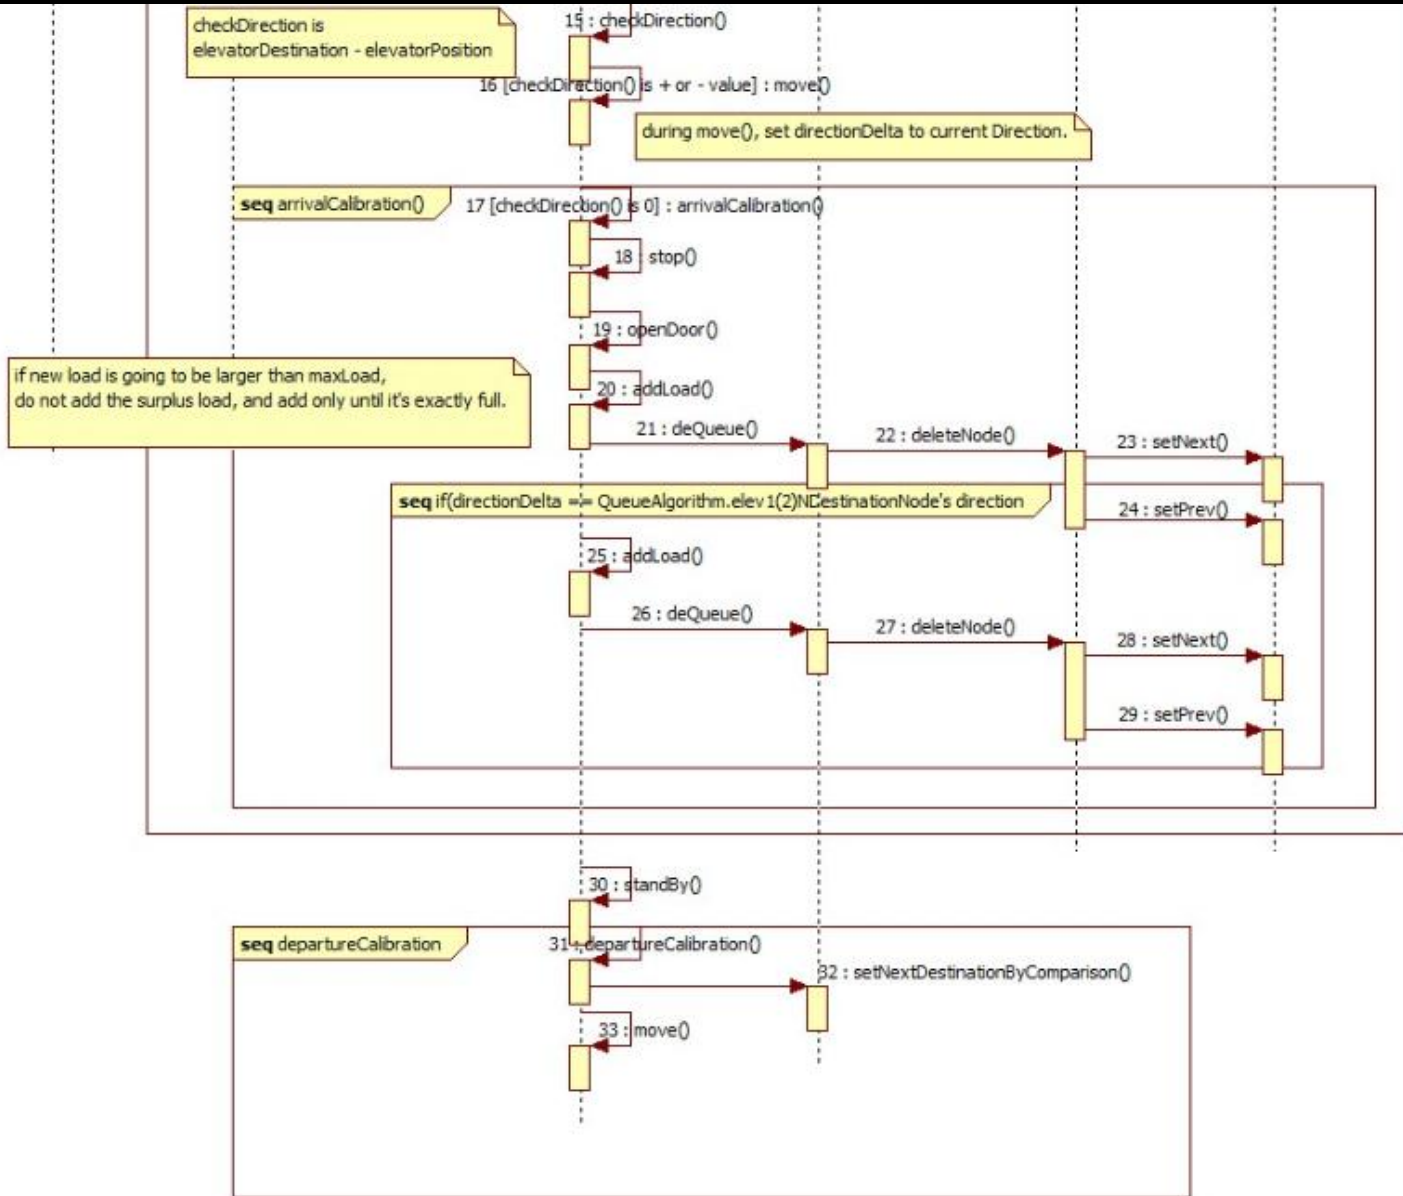 checkDirection is
elevatorDestination - elevatorPosition
15 : checkDirection()
16 [checkDirection() is + or - value] : move()
during move(), set directionDelta to current Direction.
seq arrivalCalibration()
17 [checkDirection() is 0] : arrivalCalibration()
18 : stop()
19 : openDoor()
if new load is going to be larger than maxLoad,
do not add the surplus load, and add only until it's exactly full.
20 : addLoad()
21 : deQueue()
22 : deleteNode()
23 : setNext()
seq if(directionDelta == QueueAlgorithm.elev1(2)NDestinationNode's direction
24 : setPrev()
25 : addLoad()
26 : deQueue()
27 : deleteNode()
28 : setNext()
29 : setPrev()
30 : standBy()
seq departureCalibration
31 : departureCalibration()
32 : setNextDestinationByComparison()
33 : move()